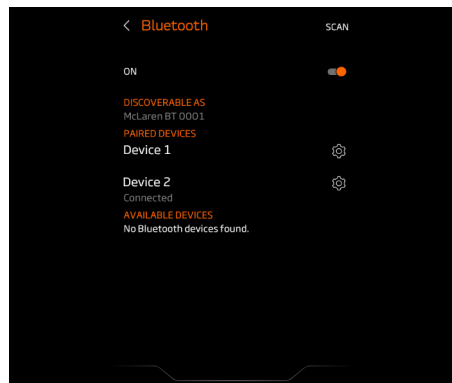 Bluetooth SCAN
ON
DISCOVERABLE AS
McLaren BT 0001
PAIRED DEVICES
Device 1
Device 2
Connected
AVAILABLE DEVICES
No Bluetooth devices found.